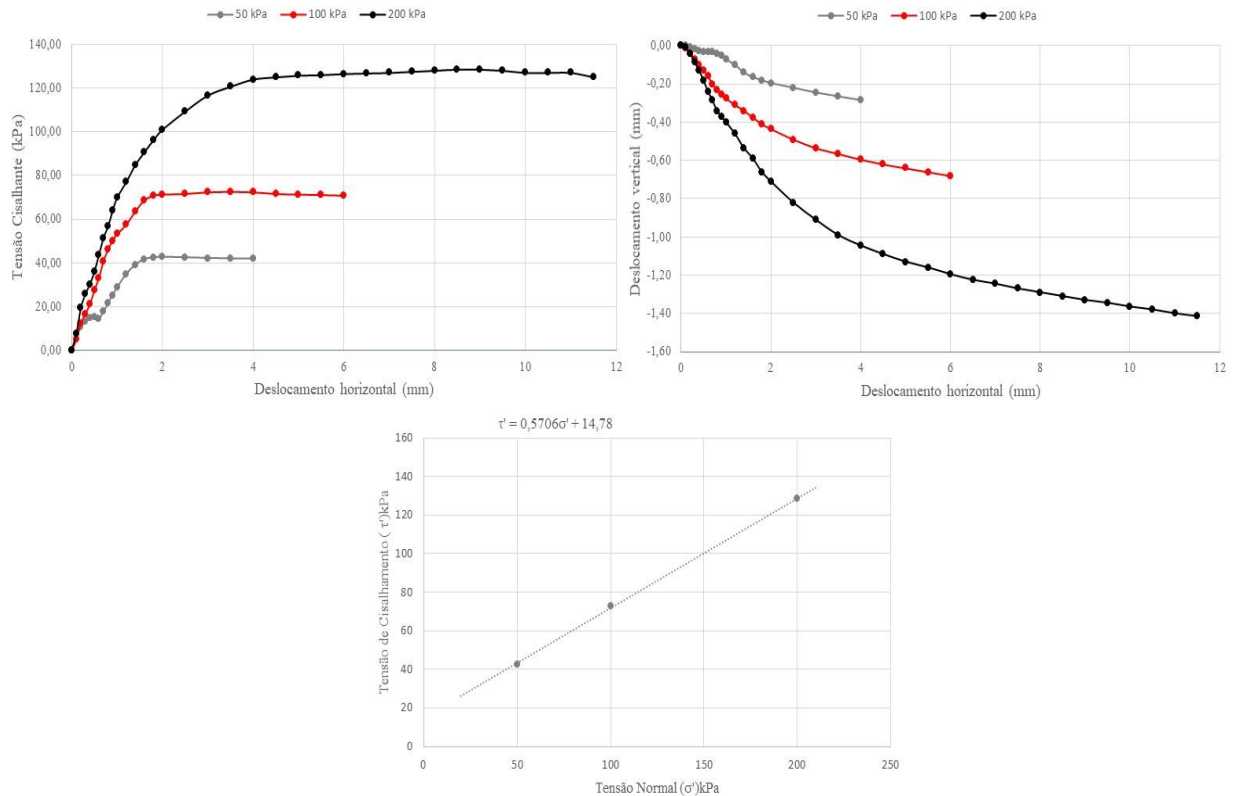 50 kPa 100 kPa 200 kPa
140,00
120,00
100,00
80,00
60,00
40,00
20,00
0,00
Tensão Cisalhante (kPa)
0 2 4 6 8 10 12
Deslocamento horizontal (mm)
50 kPa 100 kPa 200 kPa
0,00
-0,20
-0,40
-0,60
-0,80
-1,00
-1,20
-1,40
-1,60
Deslocamento vertical (mm)
0 2 4 6 8 10 12
Deslocamento horizontal (mm)
τ' = 0,5706σ' + 14,78
160
140
120
100
80
60
40
20
0
Tensão de Cisalhamento ( τ')kPa
0 50 100 150 200 250
Tensão Normal (σ')kPa